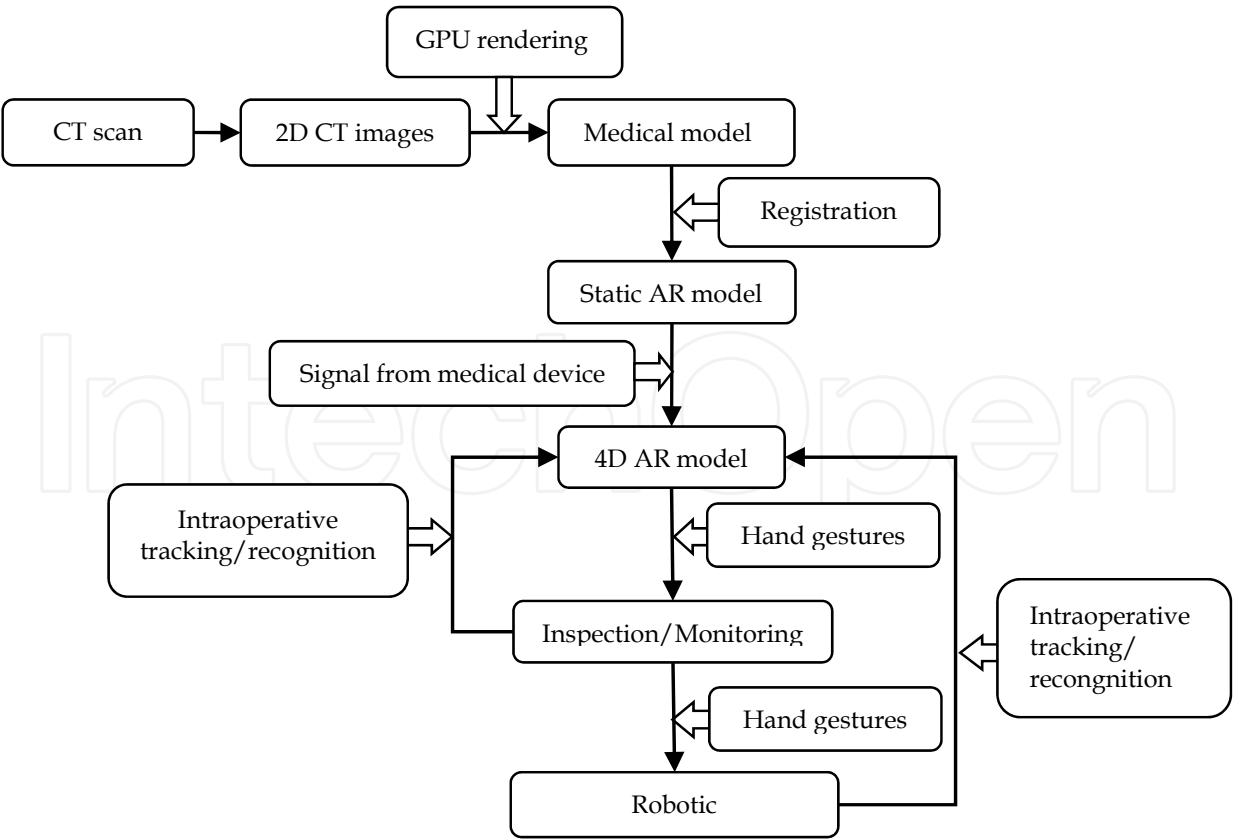 GPU rendering
CT scan
2D CT images
Medical model
Registration
Static AR model
Signal from medical device
4D AR model
Intraoperative
tracking/recognition
Hand gestures
Inspection/Monitoring
Intraoperative
tracking/
recongnition
Hand gestures
Robotic
IntechOpen